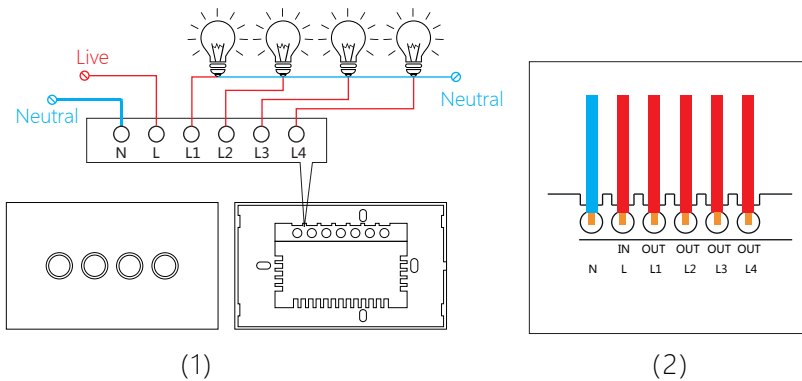 Live
Neutral
Neutral
N L L1 L2 L3 L4
IN OUT OUT OUT OUT
N L L1 L2 L3 L4
(1)
(2)